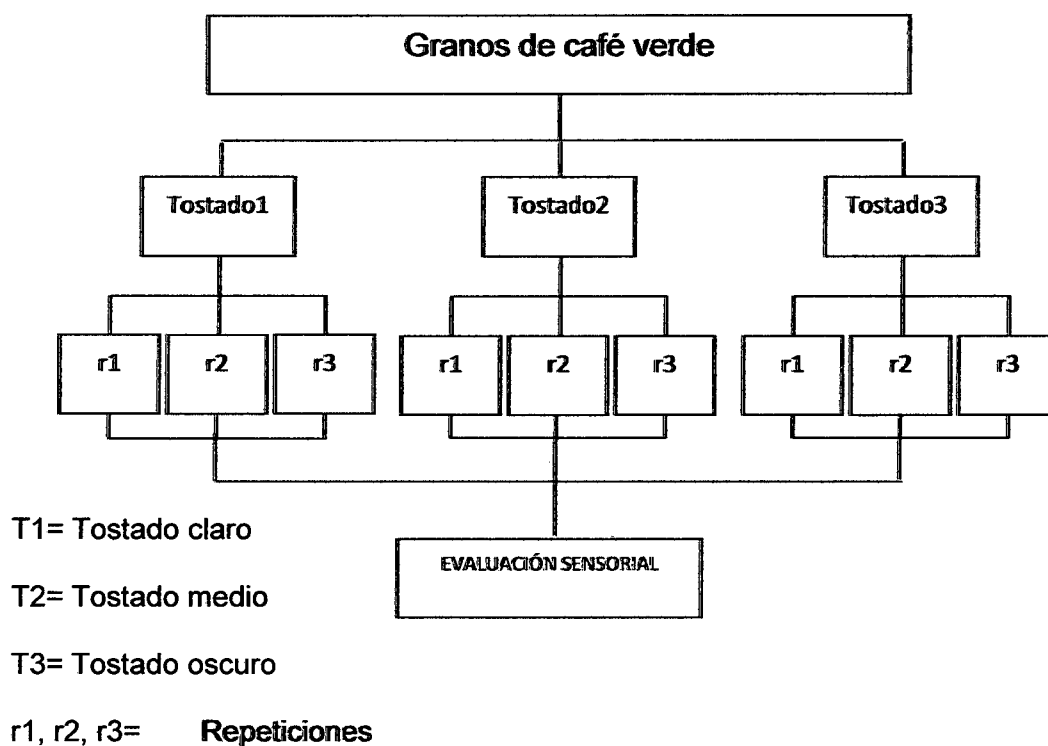 Granos de café verde
Tostado1 Tostado2 Tostado3
r1 r2 r3 r1 r2 r3 r1 r2 r3
T1= Tostado claro
EVALUACIÓN SENSORIAL
T2= Tostado medio
T3= Tostado oscuro
r1, r2, r3= Repeticiones